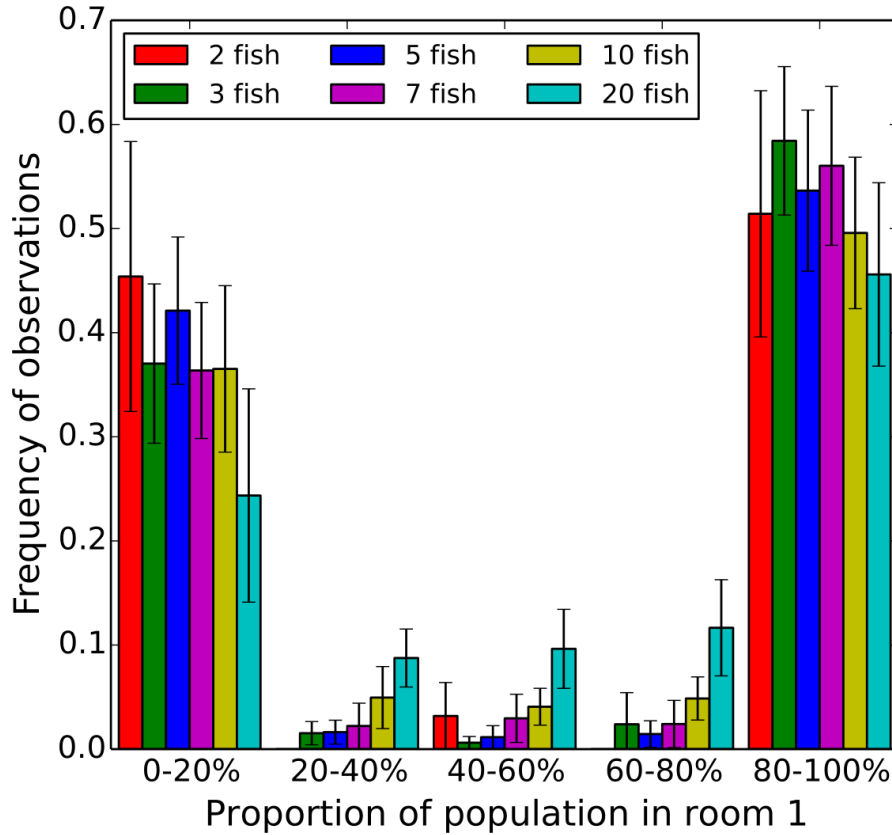 0.7
0.6
0.5
0.4
0.3
0.2
0.1
0.0
Frequency of observations
2 fish 5 fish 10 fish
3 fish 7 fish 20 fish
0-20% 20-40% 40-60% 60-80% 80-100%
Proportion of population in room 1